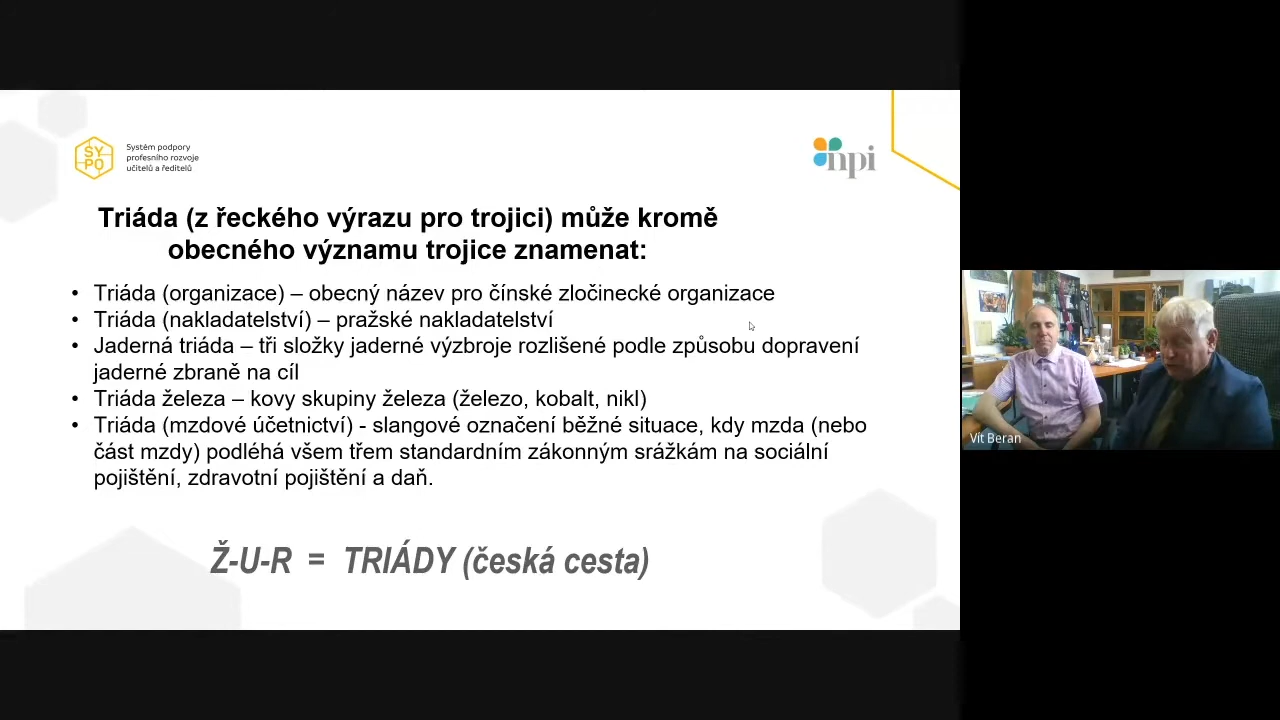 SY
PO
Systém podpory
profesního rozvoje
učitelů a ředitelů
npi
Triáda (z řeckého výrazu pro trojici) může kromě
obecného významu trojice znamenat:
• Triáda (organizace) – obecný název pro čínské zločinecké organizace
• Triáda (nakladatelství) – pražské nakladatelství
• Jaderná triáda – tři složky jaderné výzbroje rozlišené podle způsobu dopravení
jaderné zbraně na cíl
• Triáda železa – kovy skupiny železa (železo, kobalt, nikl)
• Triáda (mzdové účetnictví) - slangové označení běžné situace, kdy mzda (nebo
část mzdy) podléhá všem třem standardním zákonným srážkám na sociální
pojištění, zdravotní pojištění a daň.
Ž-U-R = TRIÁDY (česká cesta)
Vít Beran